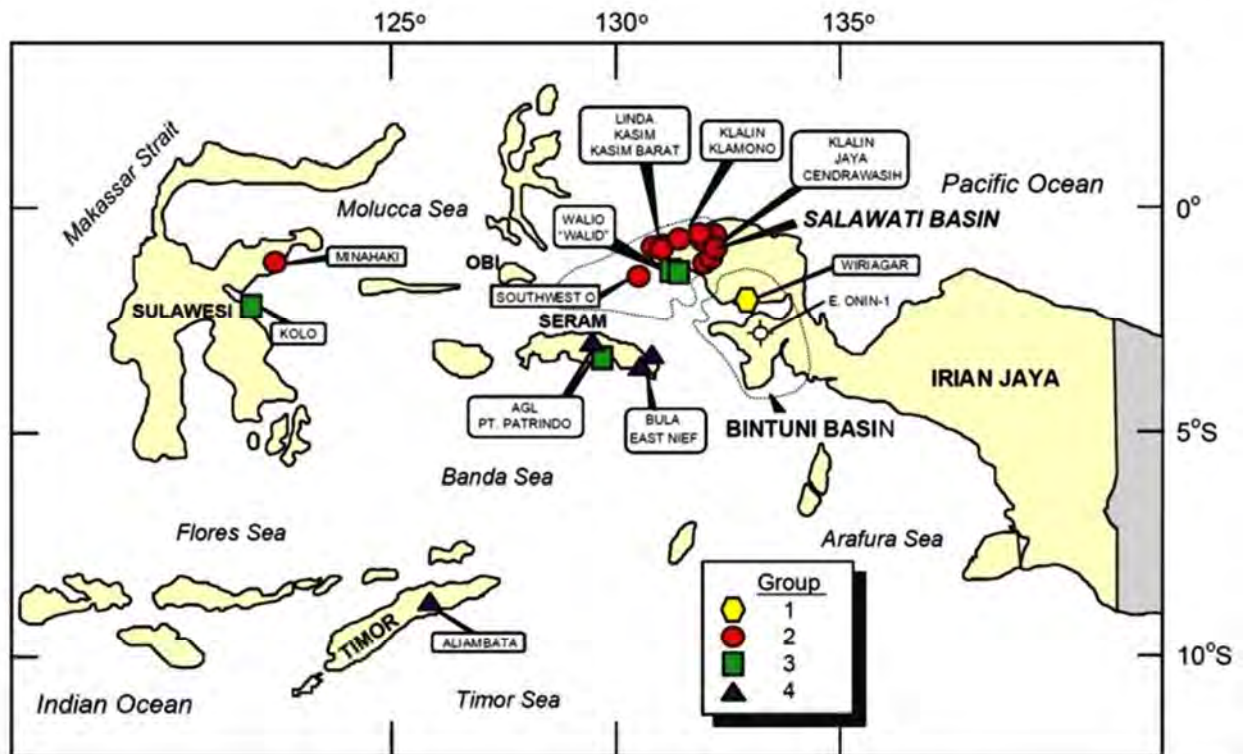 125°
130°
135°
Makassar Strait
LINDA
KASIM
KASIM BARAT
KLALIN
KLAMONO
KLALIN
JAYA
CENDRAWASIH
Pacific Ocean
Molucca Sea
0°
WALIO
"WALID"
SALAWATI BASIN
MINAHAKI
OBI
WIRIAGAR
SOUTHWEST O
E. ONIN-1
SULAWESI
KOLO
SERAM
IRIAN JAYA
AGL
PT. PATRINDO
BULA
EAST NIEF
BINTUNI BASIN
5°S
Banda Sea
Flores Sea
Arafura Sea
Group
1
2
3
4
TIMOR
ALIAMBATA
10°S
Indian Ocean
Timor Sea